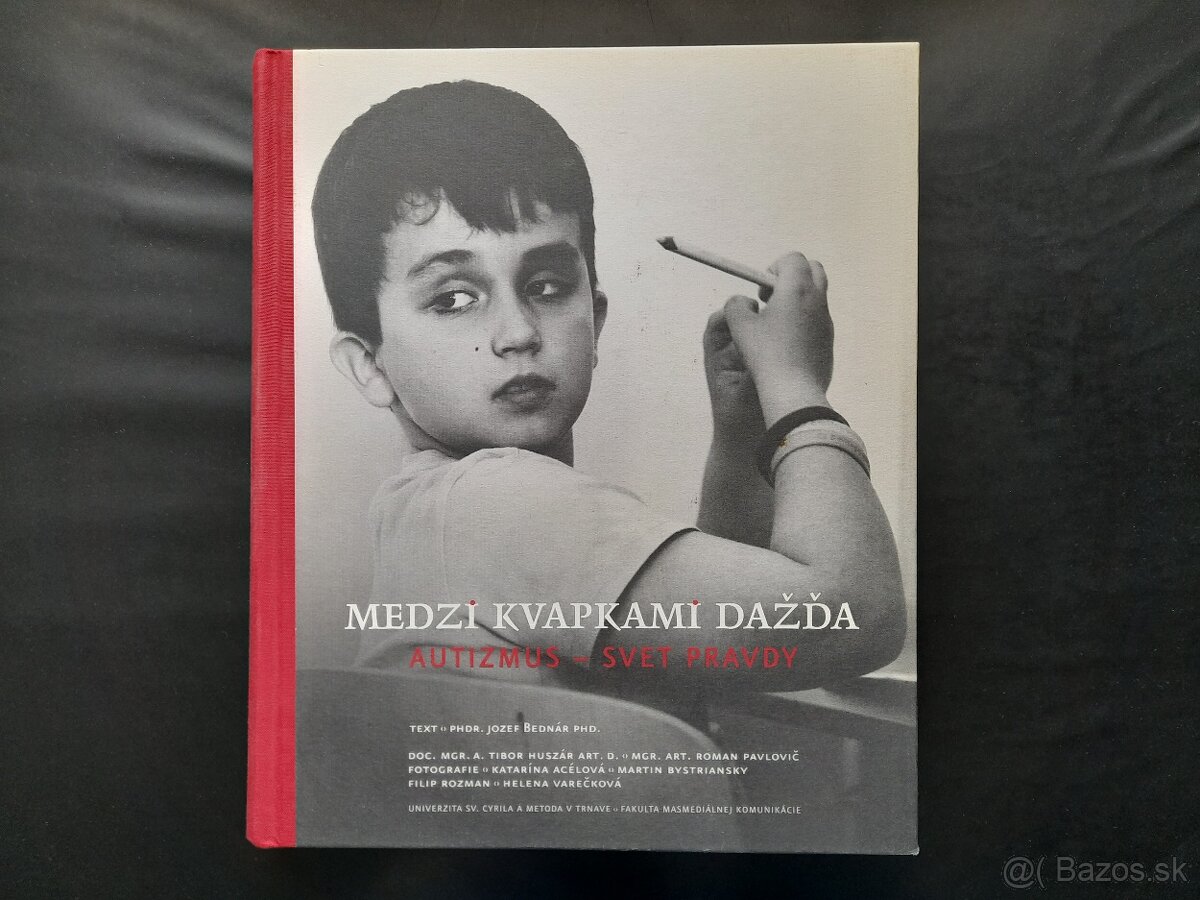 MEDZI KVAPKAMI DAŽĎA
AUTIZMUS – SVET PRAVDY
TEXT PHDR. JOZEF BEDNÁR PHD.
DOC. MGR. A. TIBOR HUSZÁR ART. D. MGR. ART. ROMAN PAVLOVIČ
FOTOGRAFIE KATARÍNA ACÉLOVÁ MARTIN BYSTRIANSKY
FILIP ROZMAN HELENA VAREČKOVÁ
UNIVERZITA SV. CYRILA A METODA V TRNAVE FAKULTA MASMEDIÁLNEJ KOMUNIKÁCIE
@( Bazos.sk